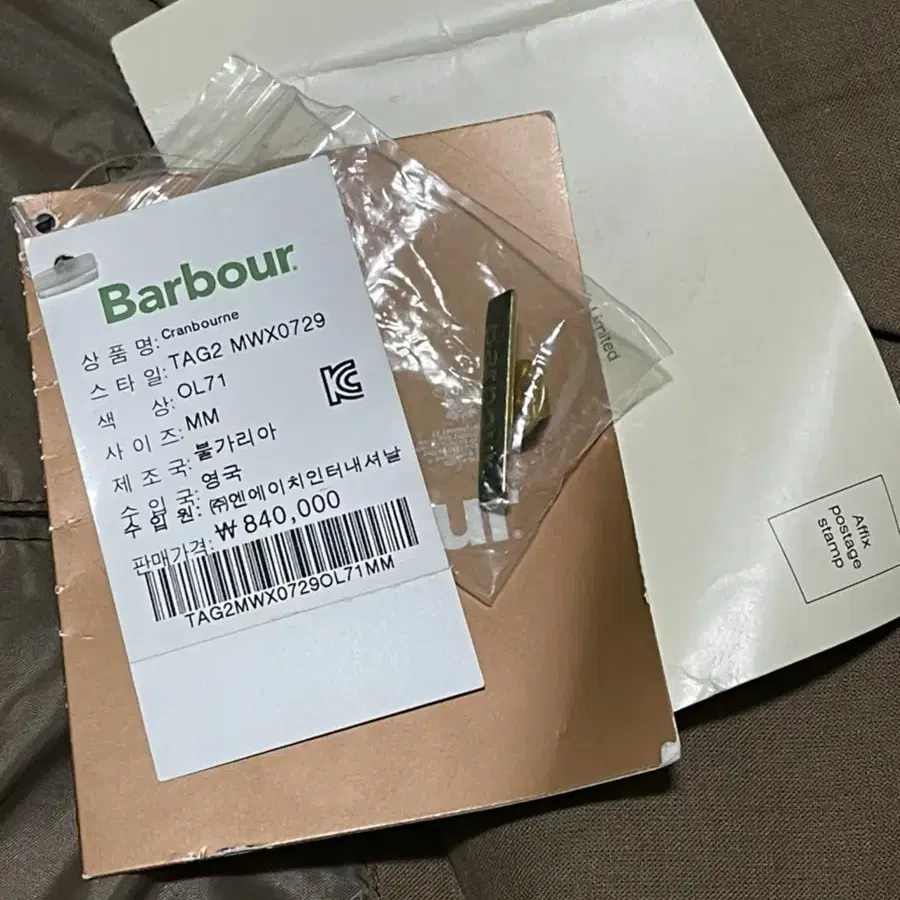 Barbour.
상 품 명: Cranbourne
스 타 일: TAG2 MWX0729
색 상: OL71
사 이 즈: MM
제 조 국: 불가리아
수 입 국: 영국
수 입 원: ㈜엔에이치인터내셔날
판매가격: ₩ 840,000
TAG2MWX0729OL71MM
Limited
Affix
postage
stamp